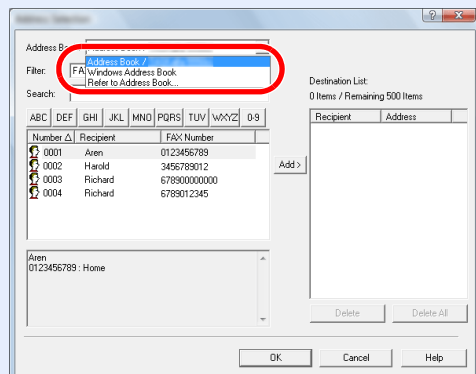 Address Selection
Address Bo
Address Book /
Windows Address Book
Refer to Address Book...
Filter: FA
Search:
Destination List:
0 Items / Remaining 500 Items
ABC DEF GHI JKL MNO PQRS TUV WXYZ 0-9
Number Recipient FAX Number
0001 Aren 0123456789
0002 Harold 3456789012
0003 Richard 678900000000
0004 Richard 6789012345
Add >
Recipient Address
Aren
0123456789 : Home
Delete Delete All
OK Cancel Help